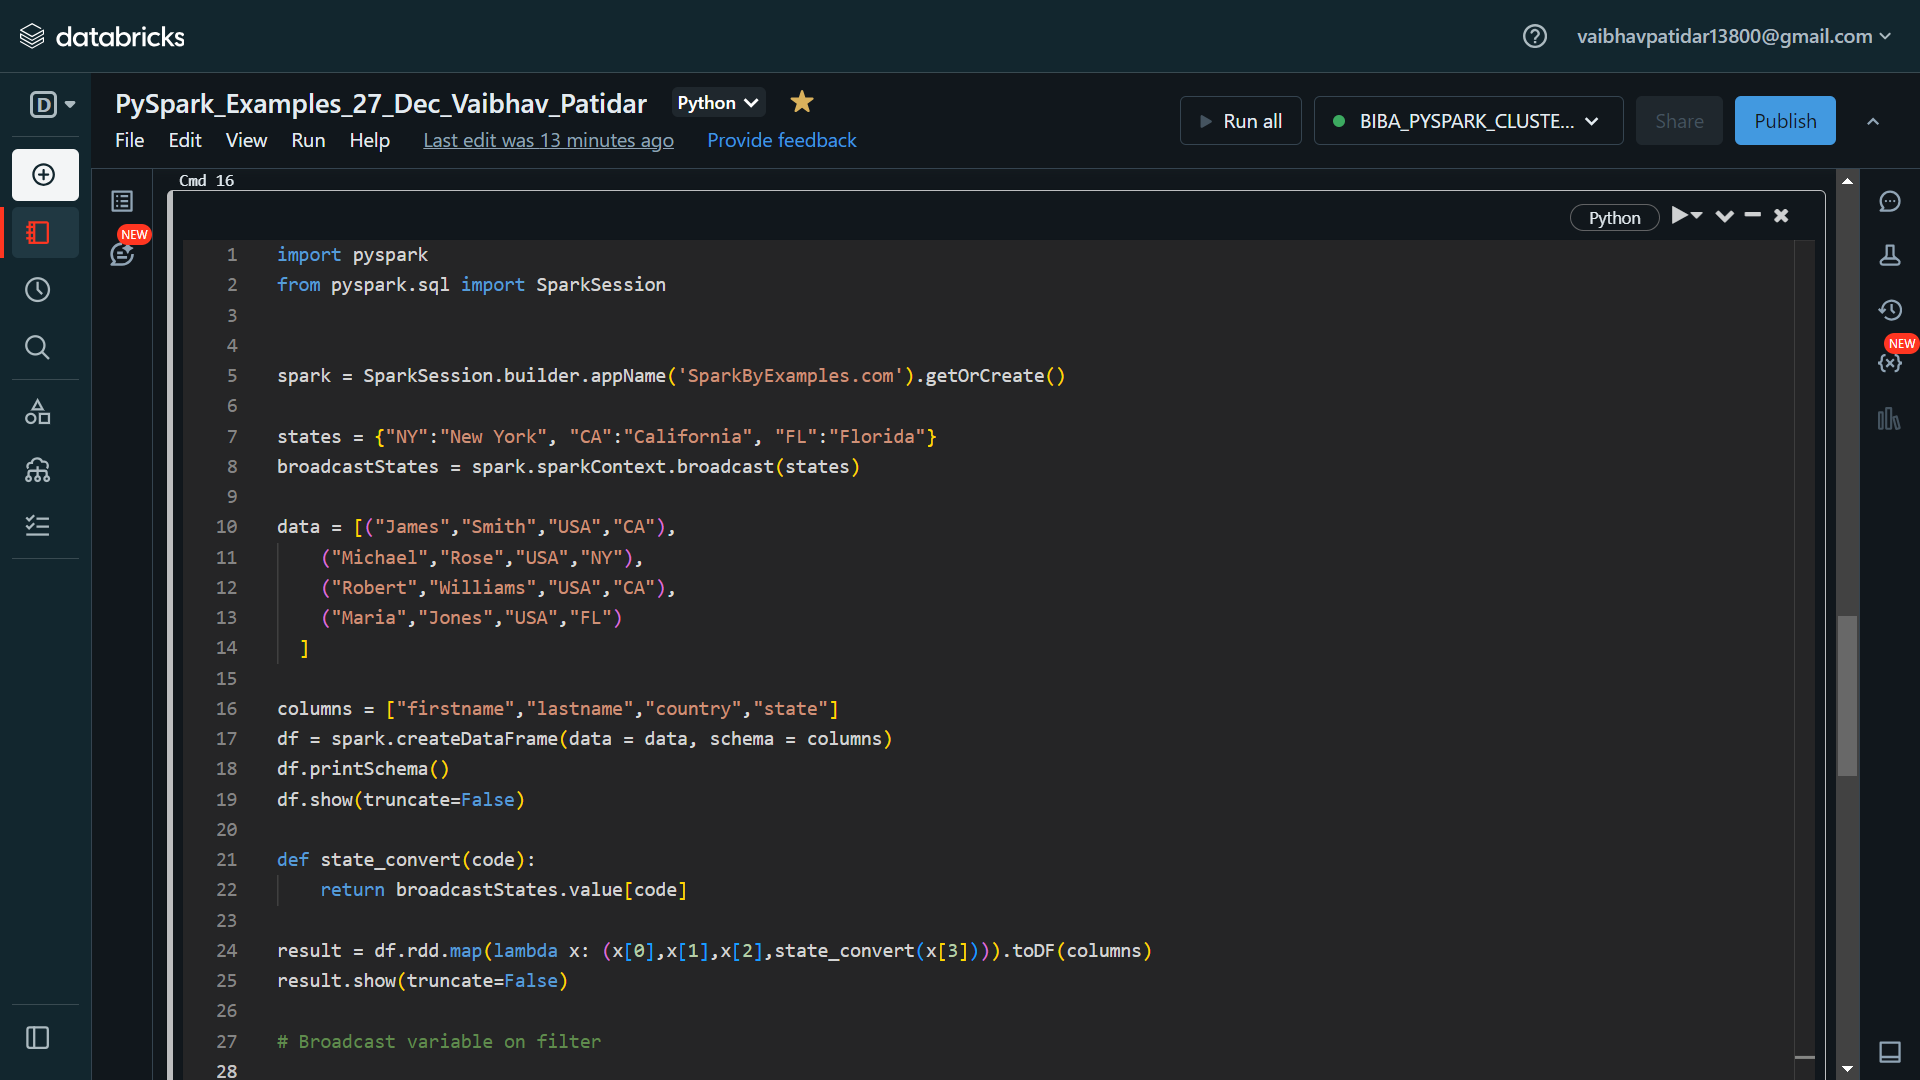 databricks
vaibhavpatidar13800@gmail.com
D
PySpark_Examples_27_Dec_Vaibhav_Patidar
Python
File Edit View Run Help Last edit was 13 minutes ago Provide feedback
Run all
BIBA_PYSPARK_CLUSTE...
Share
Publish
NEW
Cmd 16
Python
NEW
1 import pyspark
2 from pyspark.sql import SparkSession
3
4
5 spark = SparkSession.builder.appName('SparkByExamples.com').getOrCreate()
6
7 states = {"NY":"New York", "CA":"California", "FL":"Florida"}
8 broadcastStates = spark.sparkContext.broadcast(states)
9
10 data = [("James","Smith","USA","CA"),
11     ("Michael","Rose","USA","NY"),
12     ("Robert","Williams","USA","CA"),
13     ("Maria","Jones","USA","FL")
14   ]
15
16 columns = ["firstname","lastname","country","state"]
17 df = spark.createDataFrame(data = data, schema = columns)
18 df.printSchema()
19 df.show(truncate=False)
20
21 def state_convert(code):
22     return broadcastStates.value[code]
23
24 result = df.rdd.map(lambda x: (x[0],x[1],x[2],state_convert(x[3]))).toDF(columns)
25 result.show(truncate=False)
26
27 # Broadcast variable on filter
28